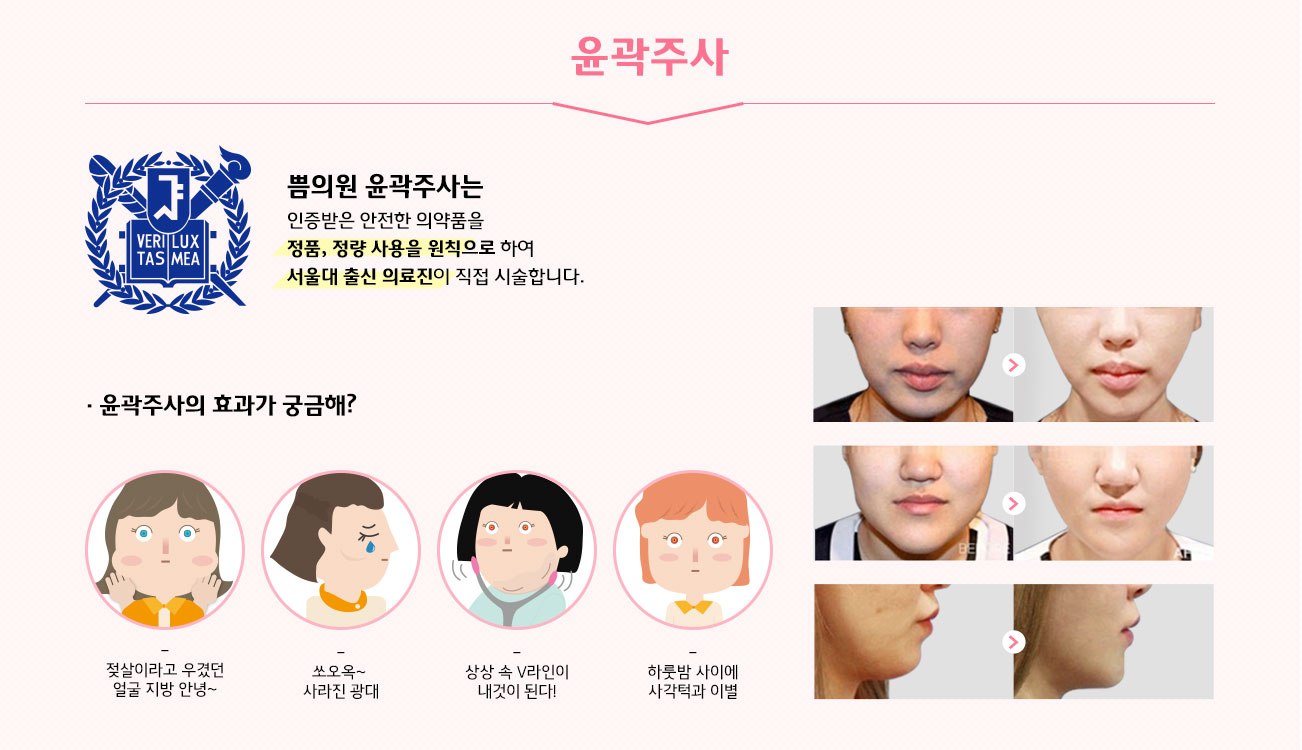 윤곽주사
VERI LUX
TAS MEA
쁨의원 윤곽주사는
인증받은 안전한 의약품을
정품, 정량 사용을 원칙으로 하여
서울대 출신 의료진이 직접 시술합니다.
· 윤곽주사의 효과가 궁금해?
–
젖살이라고 우겼던
얼굴 지방 안녕~
–
쏘오옥~
사라진 광대
–
상상 속 V라인이
내것이 된다!
–
하룻밤 사이에
사각턱과 이별